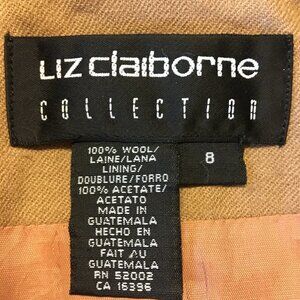 Liz claiborne
COLLECTION
8
100% WOOL/
LAINE/LANA
LINING/
DOUBLURE/FORRO
100% ACETATE/
ACETATO
MADE IN
GUATEMALA
HECHO EN
GUATEMALA
FAIT AU
GUATEMALA
RN 52002
CA 16396